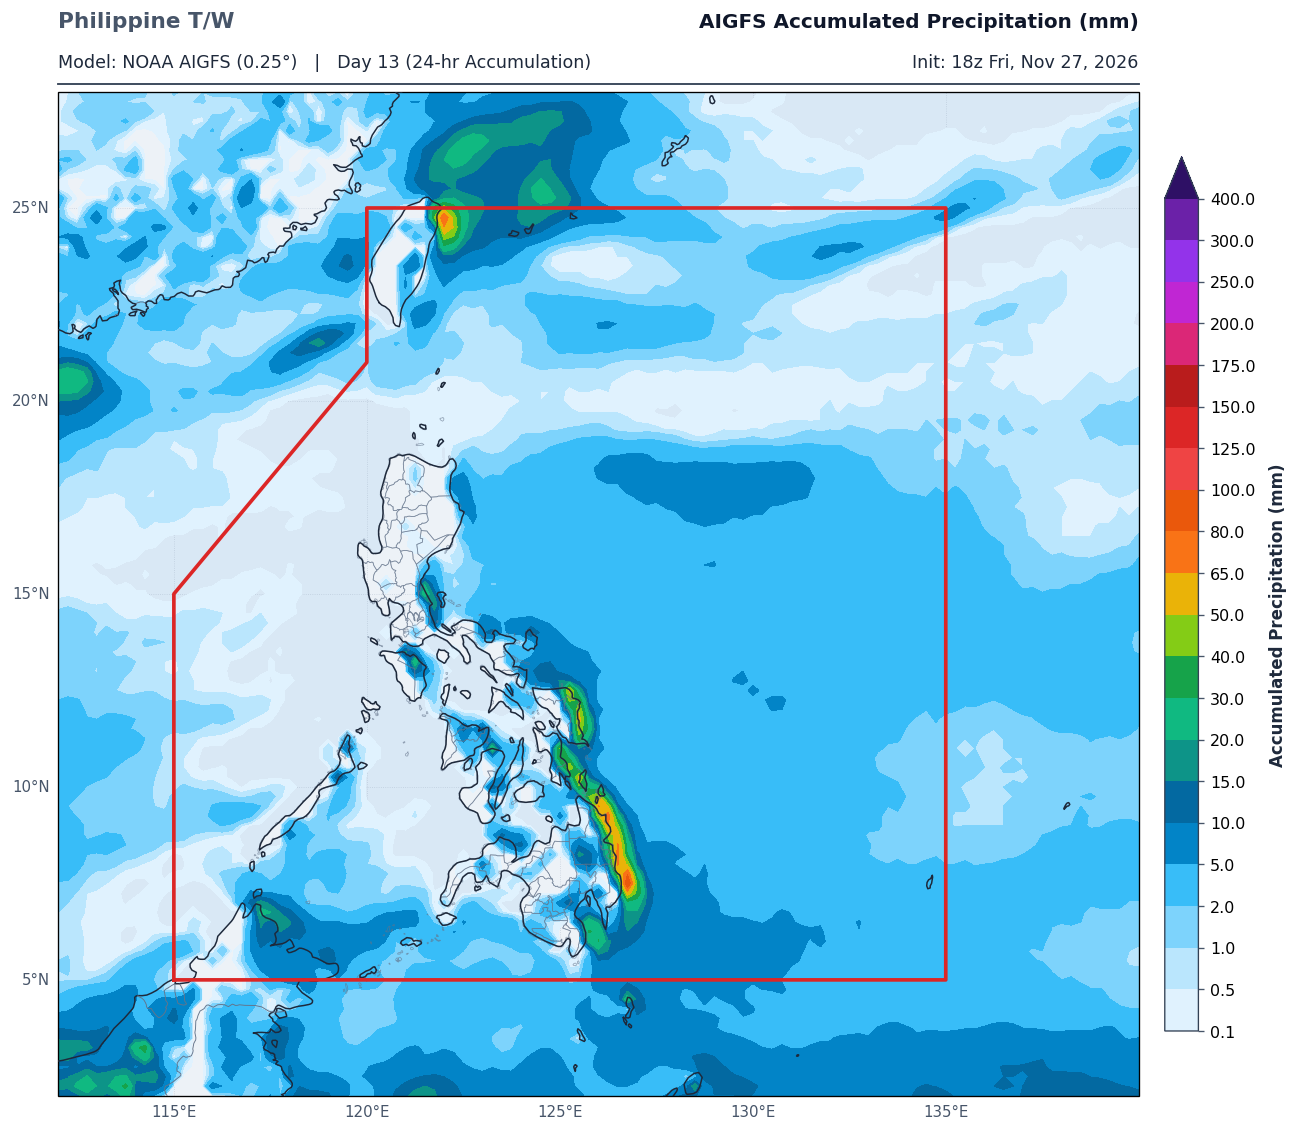 Philippine T/W
AIGFS Accumulated Precipitation (mm)
Model: NOAA AIGFS (0.25°)   |   Day 13 (24-hr Accumulation)
Init: 18z Fri, Nov 27, 2026
25°N
20°N
15°N
10°N
5°N
115°E
120°E
125°E
130°E
135°E
400.0
300.0
250.0
200.0
175.0
150.0
125.0
100.0
80.0
65.0
50.0
40.0
30.0
20.0
15.0
10.0
5.0
2.0
1.0
0.5
0.1
Accumulated Precipitation (mm)